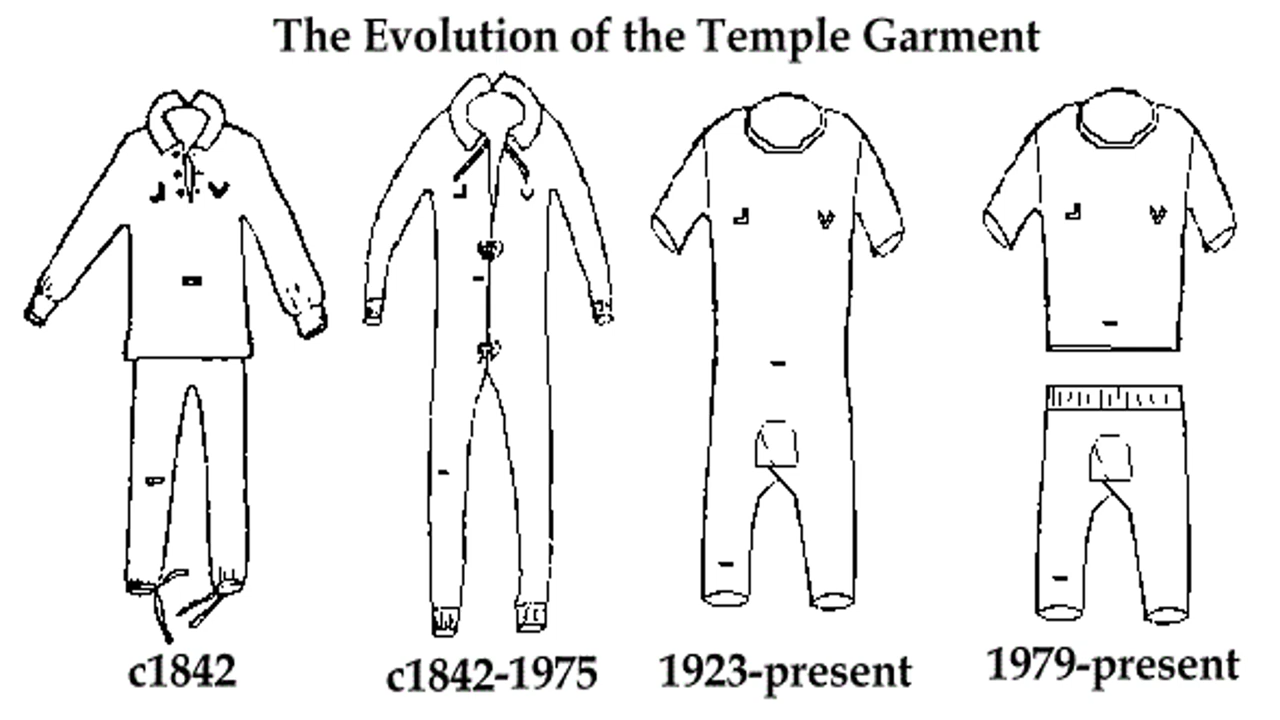 The Evolution of the Temple Garment
c1842
c1842-1975
1923-present
1979-present